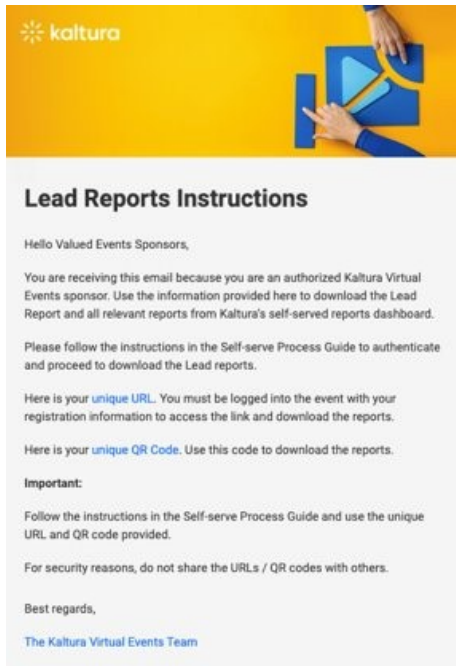 kaltura
Lead Reports Instructions
Hello Valued Events Sponsors,
You are receiving this email because you are an authorized Kaltura Virtual
Events sponsor. Use the information provided here to download the Lead
Report and all relevant reports from Kaltura's self-served reports dashboard.
Please follow the instructions in the Self-serve Process Guide to authenticate
and proceed to download the Lead reports.
Here is your unique URL. You must be logged into the event with your
registration information to access the link and download the reports.
Here is your unique QR Code. Use this code to download the reports.
Important:
Follow the instructions in the Self-serve Process Guide and use the unique
URL and QR code provided.
For security reasons, do not share the URLs / QR codes with others.
Best regards,
The Kaltura Virtual Events Team